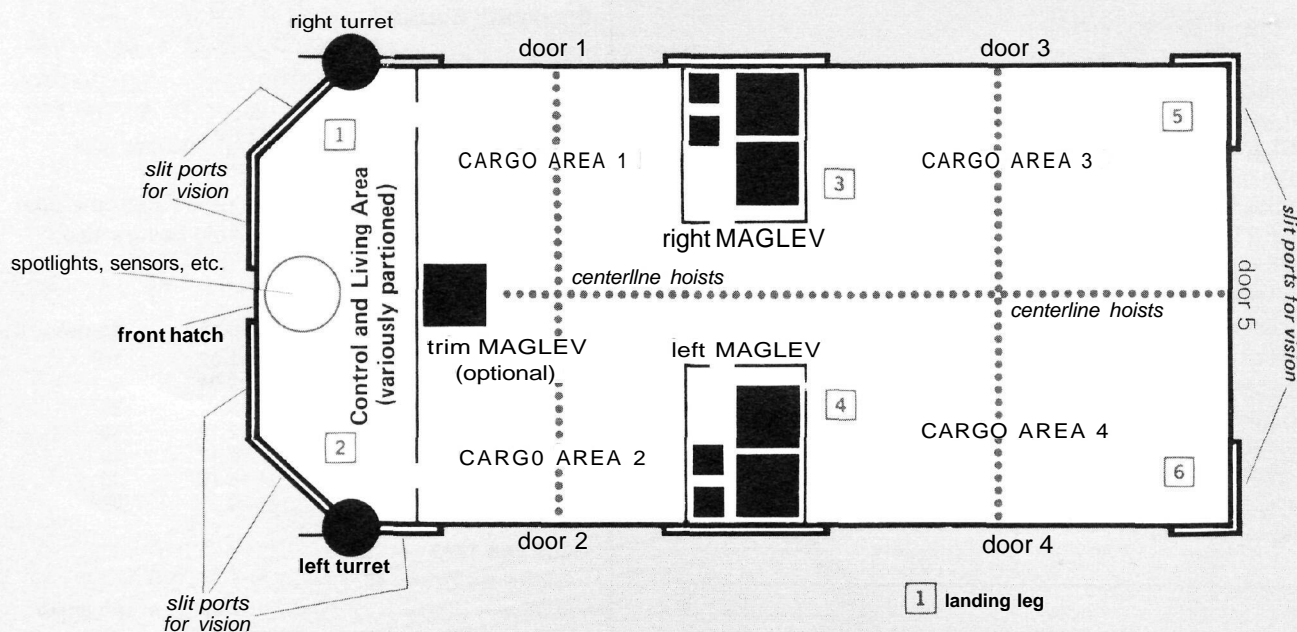 right turret
door 1
door 3
1
5
slit ports
for vision
CARGO AREA 1
CARGO AREA 3
3
Control and Living Area
(variously partioned)
right MAGLEV
slit ports for vision
spotlights, sensors, etc.
centerllne hoists
door 5
centerline hoists
front hatch
trim MAGLEV
(optional)
left MAGLEV
4
2
CARG0 AREA 2
CARGO AREA 4
6
door 2
door 4
left turret
slit ports
for vision
1 landing leg